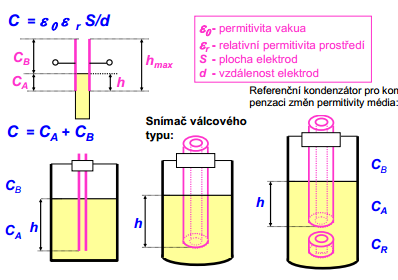 C = ε0 ε r S/d
CB
CA
h
hmax
ε0- permitivita vakua
εr- relativní permitivita prostředí
S - plocha elektrod
d - vzdálenost elektrod
Referenční kondenzátor pro kom
penzaci změn permitivity média:
C = CA + CB
Snímač válcového
typu:
CB
h
CA
h
h
CB
CA
CR